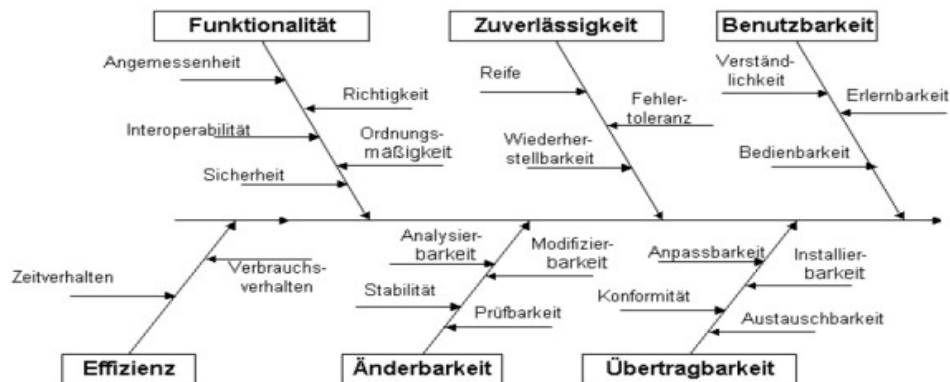 Funktionalität
Zuverlässigkeit
Benutzbarkeit
Angemessenheit
Richtigkeit
Interoperabilität
Ordnungs-
mäßigkeit
Sicherheit
Reife
Fehler-
toleranz
Wiederher-
stellbarkeit
Verständ-
lichkeit
Erlernbarkeit
Bedienbarkeit
Zeitverhalten
Verbrauchs-
verhalten
Analysier-
barkeit
Modifizier-
barkeit
Stabilität
Prüfbarkeit
Anpassbarkeit
Installier-
barkeit
Konformität
Austauschbarkeit
Effizienz
Änderbarkeit
Übertragbarkeit